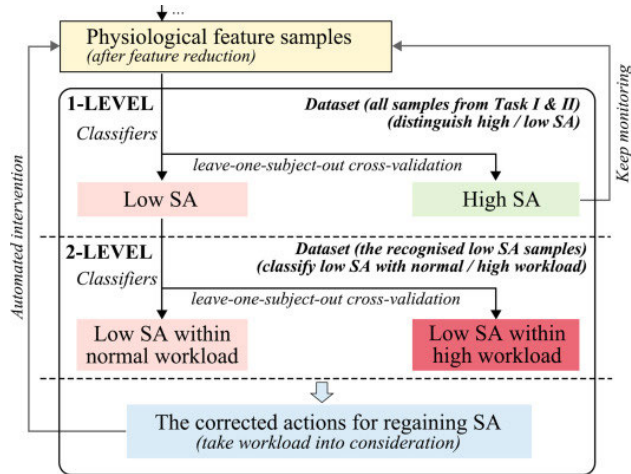 ...
Physiological feature samples
(after feature reduction)
1-LEVEL
Classifiers
Dataset (all samples from Task I & II)
(distinguish high / low SA)
leave-one-subject-out cross-validation
Low SA
High SA
2-LEVEL
Classifiers
Dataset (the recognised low SA samples)
(classify low SA with normal / high workload)
leave-one-subject-out cross-validation
Low SA within
normal workload
Low SA within
high workload
The corrected actions for regaining SA
(take workload into consideration)
Automated intervention
Keep monitoring